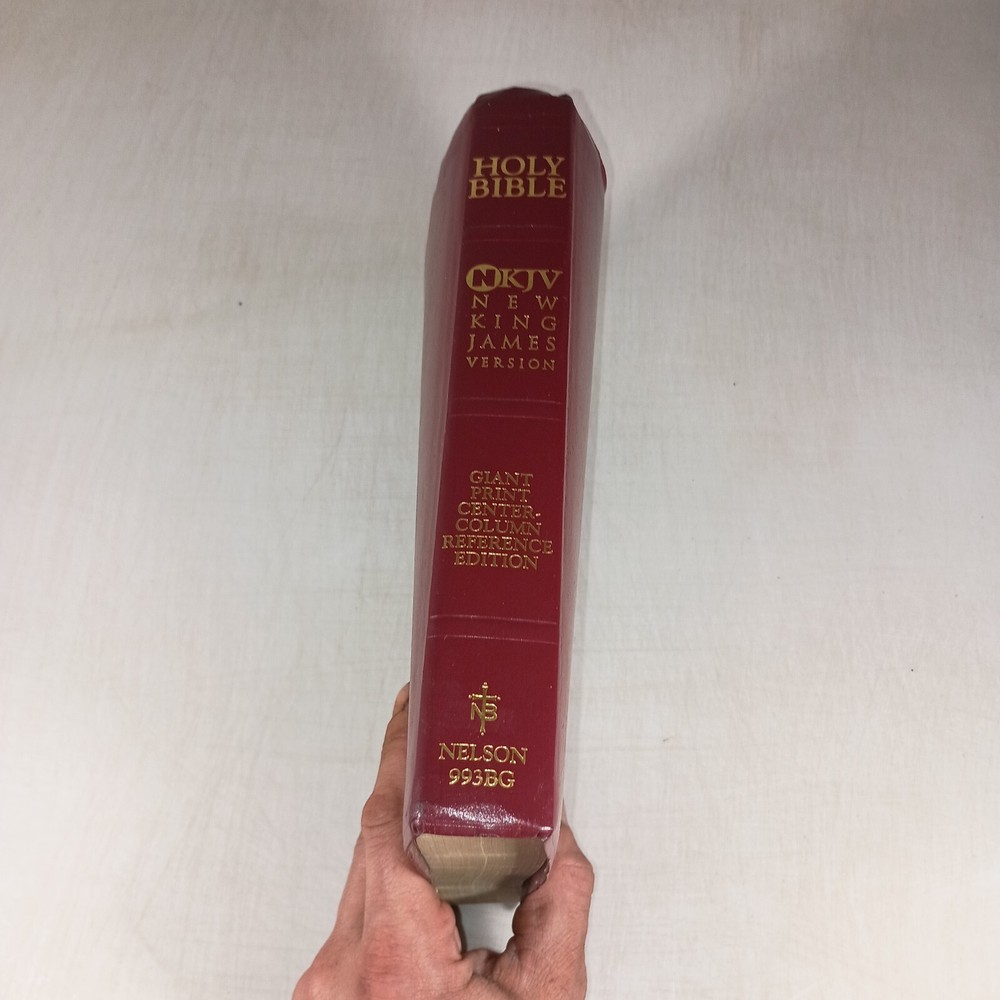 HOLY
BIBLE
NKJV
NEW
KING
JAMES
VERSION
GIANT
PRINT
CENTER-
COLUMN
REFERENCE
EDITION
NB
NELSON
993BG